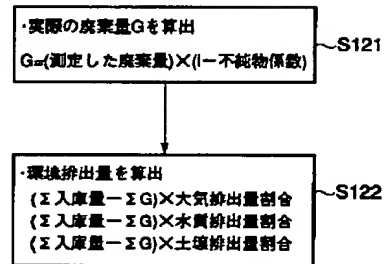 ・実際の廃棄量Gを算出
G=(測定した廃棄量)×(1-不純物係数)
S121
・環境排出量を算出
(Σ入庫量-ΣG)×大気排出量割合
(Σ入庫量-ΣG)×水質排出量割合
(Σ入庫量-ΣG)×土壌排出量割合
S122